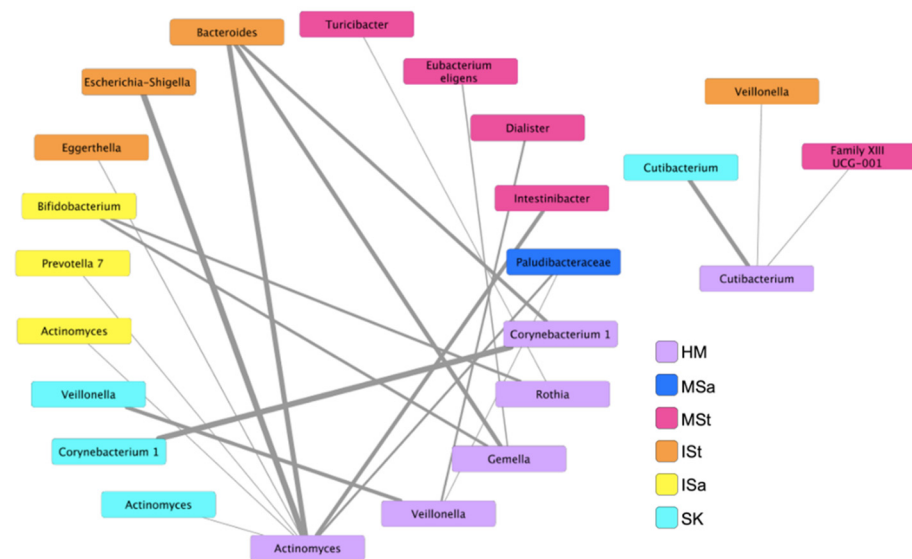 Bacteroides
Turicibacter
Escherichia-Shigella
Eubacterium
eligens
Eggerthella
Dialister
Bifidobacterium
Intestinibacter
Prevotella 7
Paludibacteraceae
Actinomyces
Corynebacterium 1
Veillonella
Rothia
Corynebacterium 1
Gemella
Actinomyces
Veillonella
Actinomyces
Veillonella
Cutibacterium
Family XIII
UCG-001
Cutibacterium
HM
MSa
MSt
ISt
ISa
SK